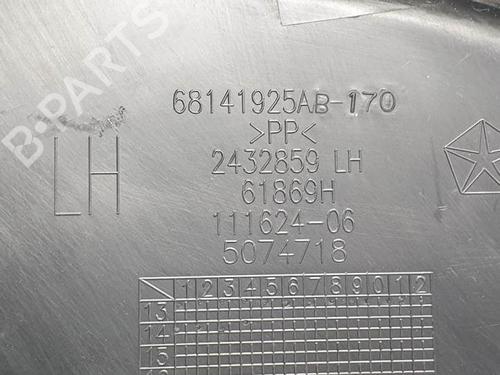 B-PARTS
68141925AB-170
>PP<
LH
2432859 LH
61869H
111624-06
5074718
1 2 3 4 5 6 7 8 9 0 1 2
13
14
15